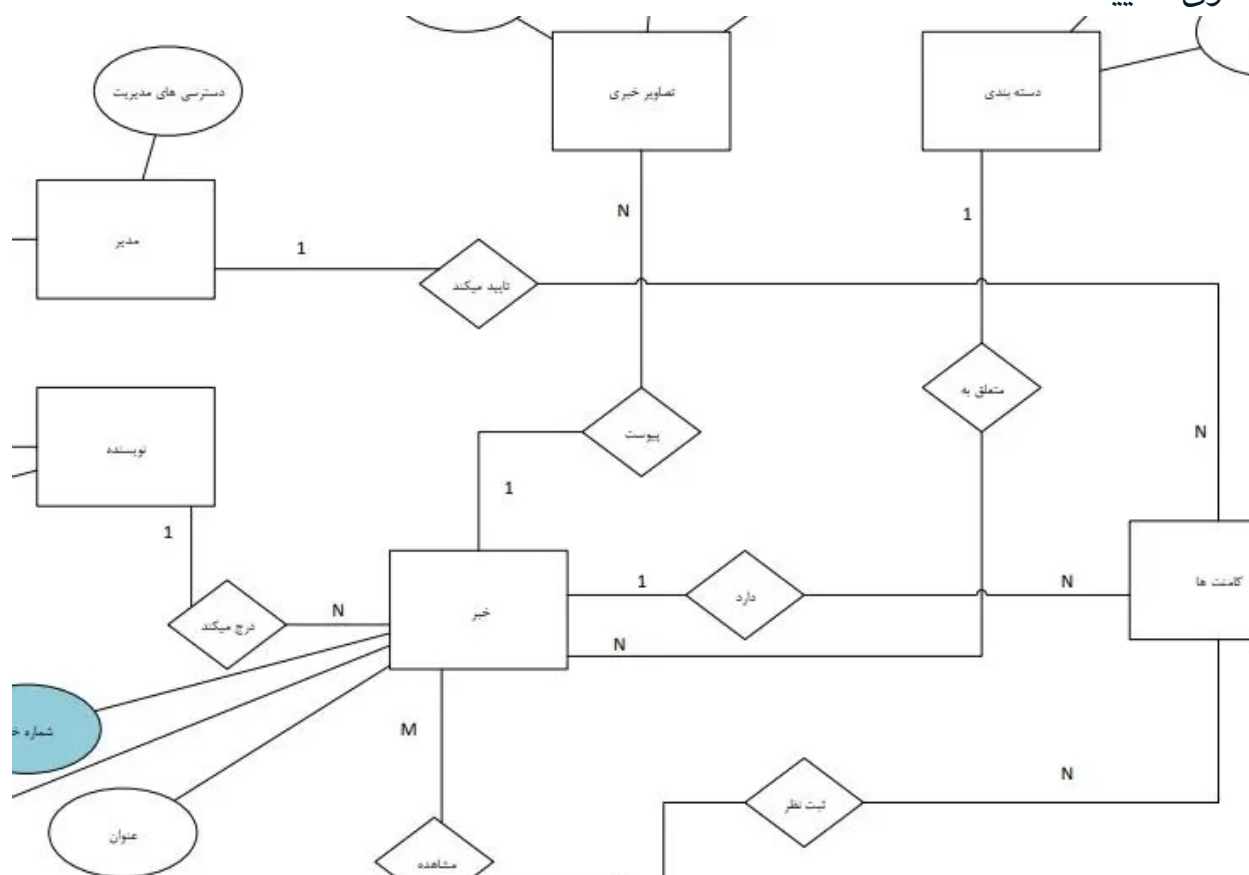 دسترسی های مدیریت
تصاویر خبری
دسته بندی
مدیر
1
N
1
تایید میکند
متعلق به
نویسنده
پیوست
N
1
1
درج میکند
N
خبر
1
دارد
N
کامنت ها
N
شماره
M
عنوان
N
ثبت نظر
مشاهده